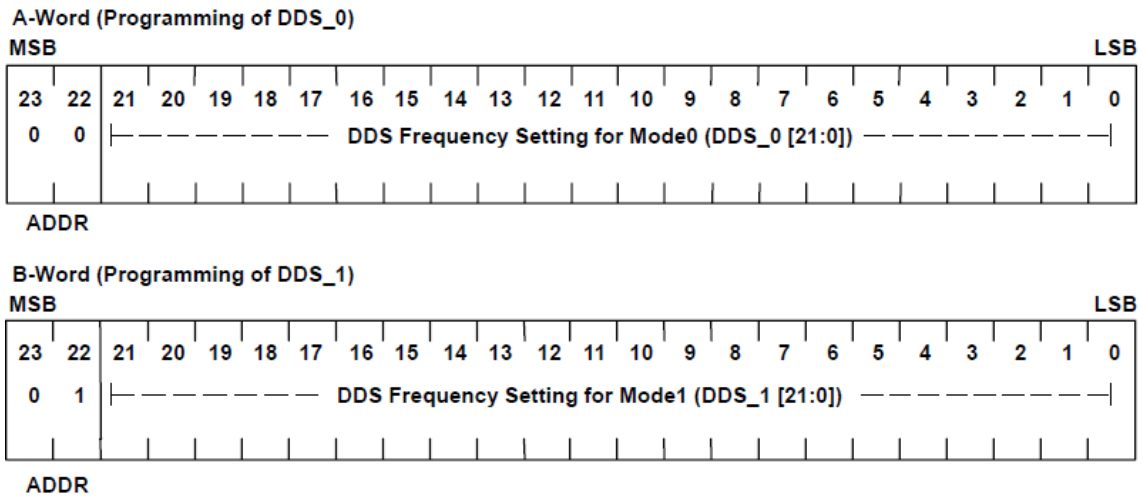 A-Word (Programming of DDS_0)
MSB LSB
23 22 21 20 19 18 17 16 15 14 13 12 11 10 9 8 7 6 5 4 3 2 1 0
0 0 DDS Frequency Setting for Mode0 (DDS_0 [21:0])
ADDR
B-Word (Programming of DDS_1)
MSB LSB
23 22 21 20 19 18 17 16 15 14 13 12 11 10 9 8 7 6 5 4 3 2 1 0
0 1 DDS Frequency Setting for Mode1 (DDS_1 [21:0])
ADDR